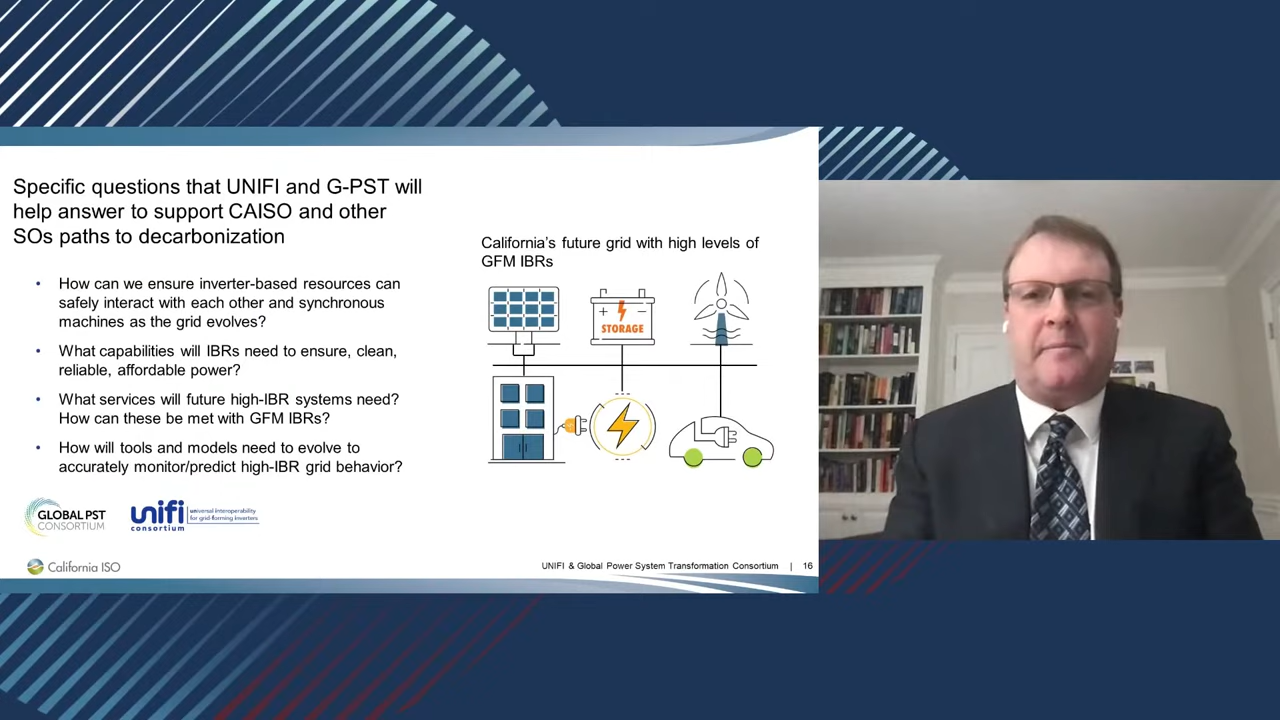 Specific questions that UNIFI and G-PST will
help answer to support CAISO and other
SOs paths to decarbonization
• How can we ensure inverter-based resources can
safely interact with each other and synchronous
machines as the grid evolves?
• What capabilities will IBRs need to ensure, clean,
reliable, affordable power?
• What services will future high-IBR systems need?
How can these be met with GFM IBRs?
• How will tools and models need to evolve to
accurately monitor/predict high-IBR grid behavior?
California's future grid with high levels of
GFM IBRs
+ −
STORAGE
GLOBAL PST
CONSORTIUM
unifi
consortium
universal interoperability
for grid-forming inverters
California ISO
UNIFI & Global Power System Transformation Consortium | 16